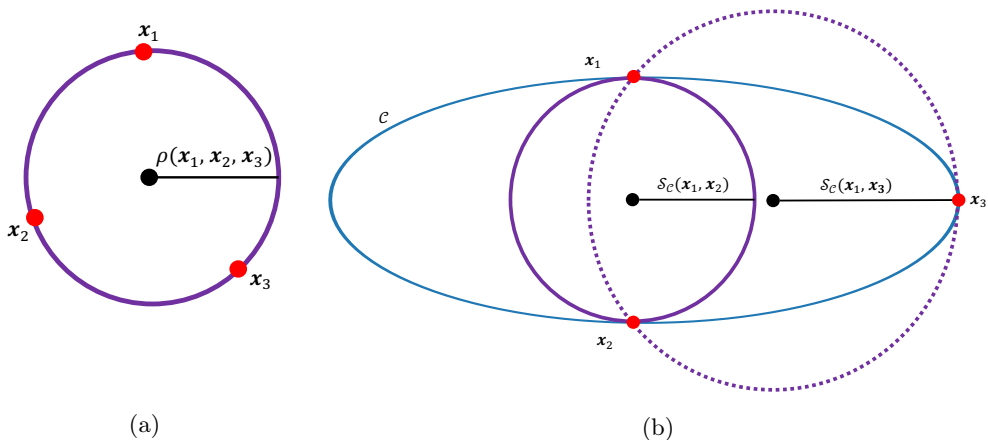 𝒙₁
ρ(𝒙₁, 𝒙₂, 𝒙₃)
𝒙₂
𝒙₃
(a)
𝒙₁
𝒞
𝒮_𝒞(𝒙₁, 𝒙₂)
𝒮_𝒞(𝒙₁, 𝒙₃)
𝒙₃
𝒙₂
(b)